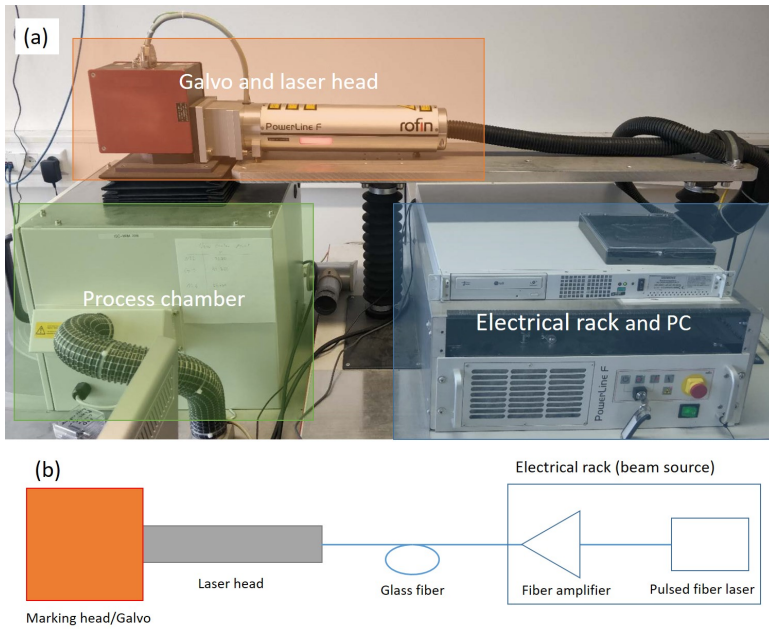 (a)
Galvo and laser head
PowerLine F
rofin
Process chamber
Electrical rack and PC
PowerLine F
(b)
Electrical rack (beam source)
Laser head
Glass fiber
Fiber amplifier
Pulsed fiber laser
Marking head/Galvo